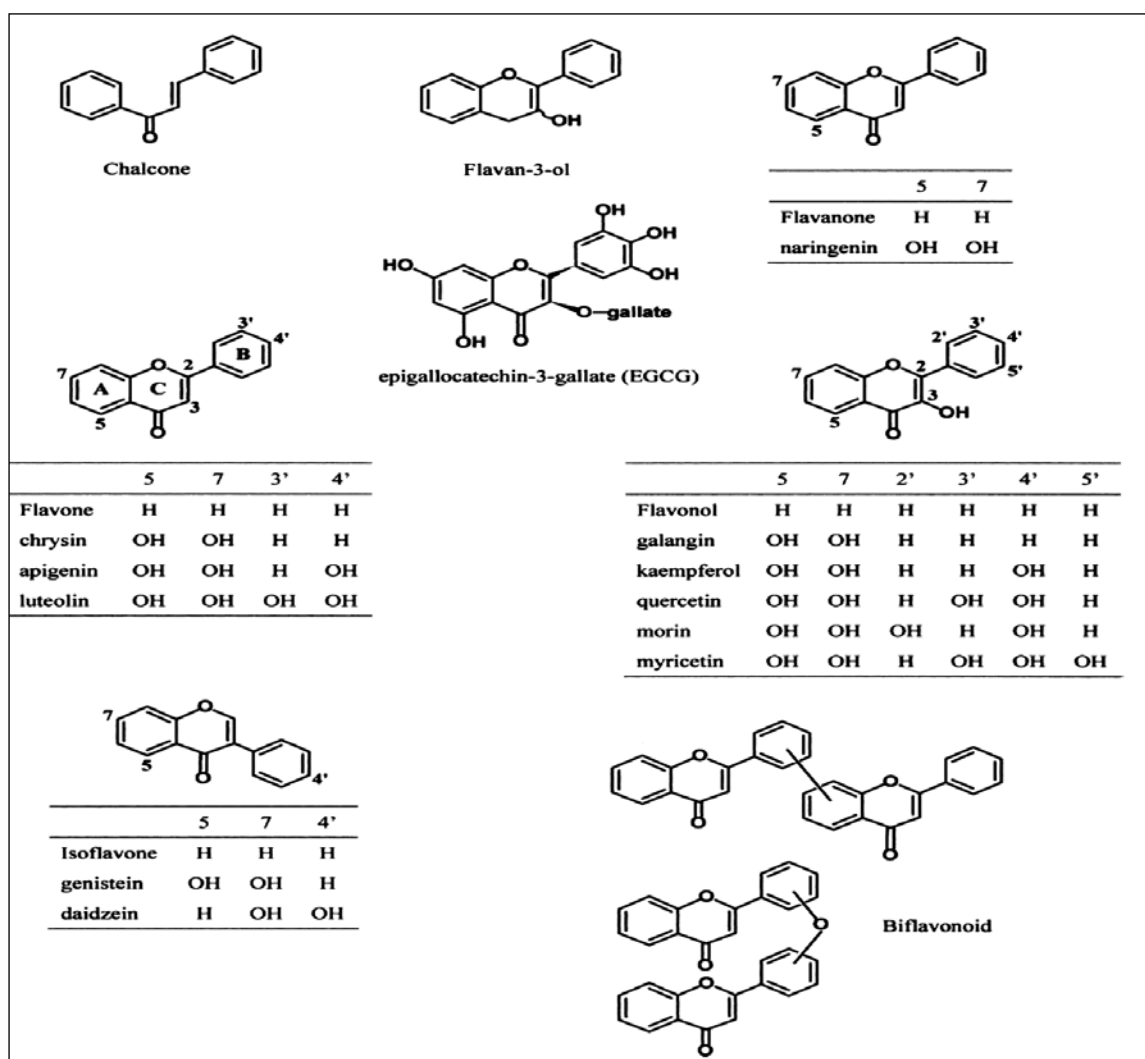 O
O
OH
O
O
7
5
Chalcone
Flavan-3-ol
5 7
Flavanone H H
naringenin OH OH
OH
OH
OH
HO
O
O
O gallate
OH
epigallocatechin-3-gallate (EGCG)
3'
4'
B
2
O
7
A
C
3
5
O
3'
2'
4'
5'
O
2
7
3
OH
5
O
5 7 3’ 4’
Flavone H H H H
chrysin OH OH H H
apigenin OH OH H OH
luteolin OH OH OH OH
5 7 2’ 3’ 4’ 5’
Flavonol H H H H H H
galangin OH OH H H H H
kaempferol OH OH H H OH H
quercetin OH OH H OH OH H
morin OH OH OH H OH H
myricetin OH OH H OH OH OH
7
O
5
O
4'
5 7 4’
Isoflavone H H H
genistein OH OH H
daidzein H OH OH
O
O
O
O
O
O
O
O
O
Biflavonoid